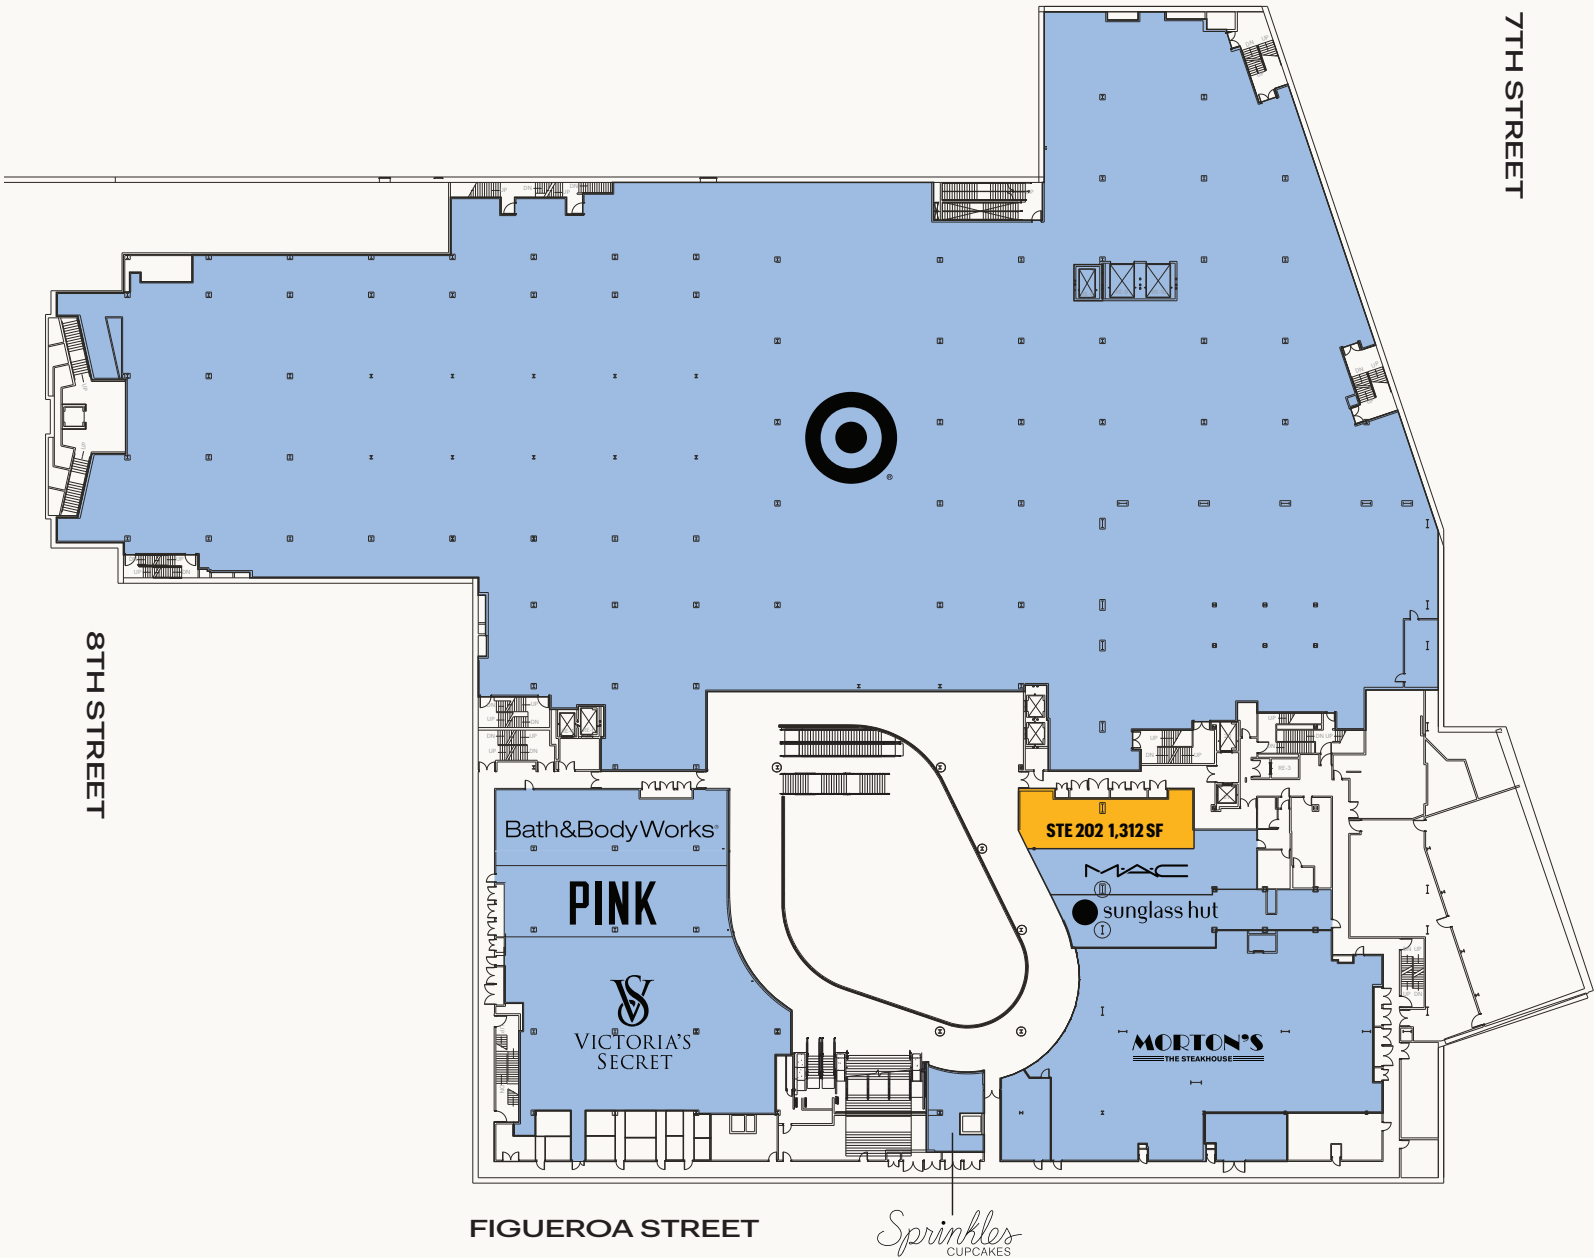 7TH STREET
8TH STREET
Bath&BodyWorks®
STE 202 1,312 SF
M·A·C
PINK
sunglass hut
VS
VICTORIA'S
SECRET
MORTON'S
THE STEAKHOUSE
FIGUEROA STREET
Sprinkles
CUPCAKES